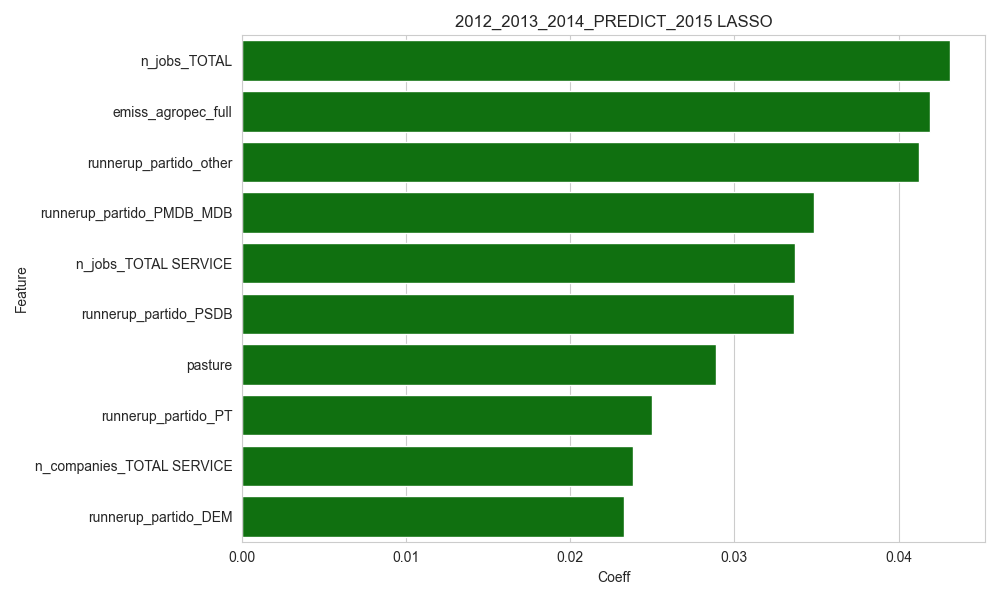 2012_2013_2014_PREDICT_2015 LASSO
n_jobs_TOTAL
emiss_agropec_full
runnerup_partido_other
runnerup_partido_PMDB_MDB
n_jobs_TOTAL SERVICE
runnerup_partido_PSDB
pasture
runnerup_partido_PT
n_companies_TOTAL SERVICE
runnerup_partido_DEM
Feature
0.00 0.01 0.02 0.03 0.04
Coeff